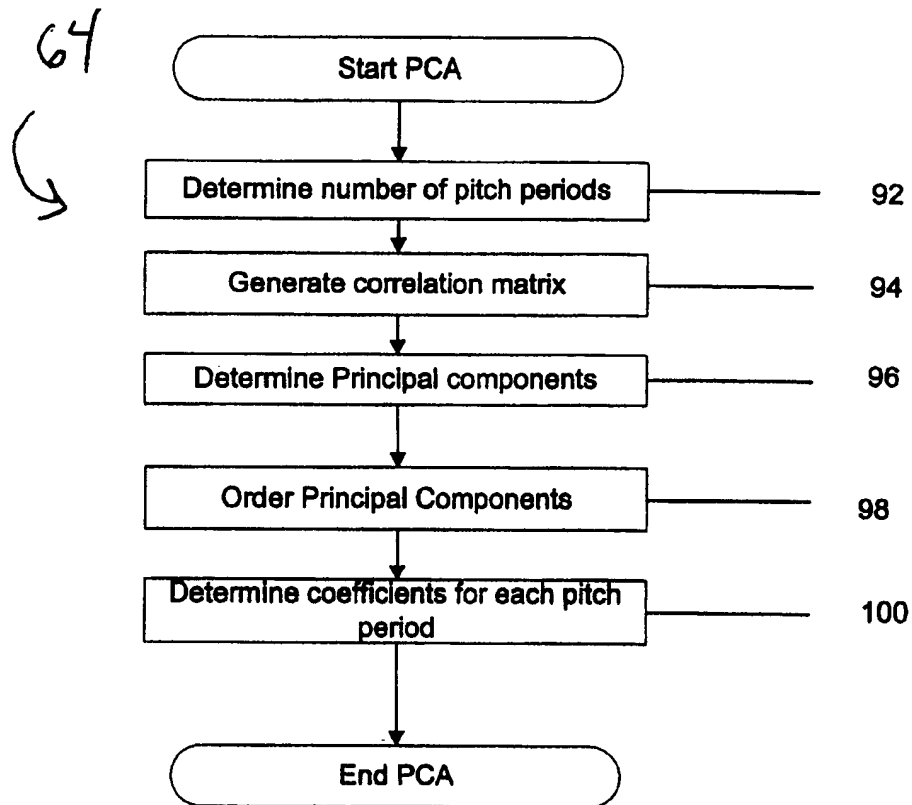 64
Start PCA
Determine number of pitch periods
92
Generate correlation matrix
94
Determine Principal components
96
Order Principal Components
98
Determine coefficients for each pitch
period
100
End PCA